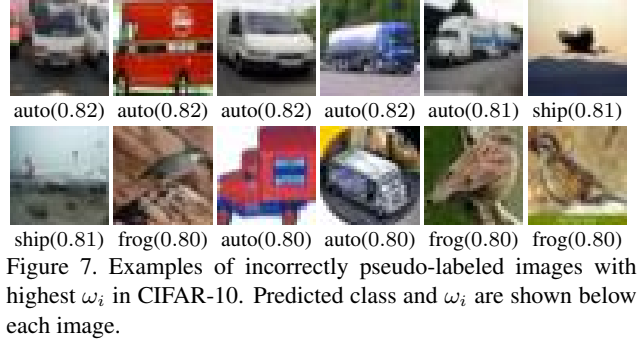 auto(0.82) auto(0.82) auto(0.82) auto(0.82) auto(0.81) ship(0.81)
ship(0.81) frog(0.80) auto(0.80) auto(0.80) frog(0.80) frog(0.80)
Figure 7. Examples of incorrectly pseudo-labeled images with
highest ωᵢ in CIFAR-10. Predicted class and ωᵢ are shown below
each image.